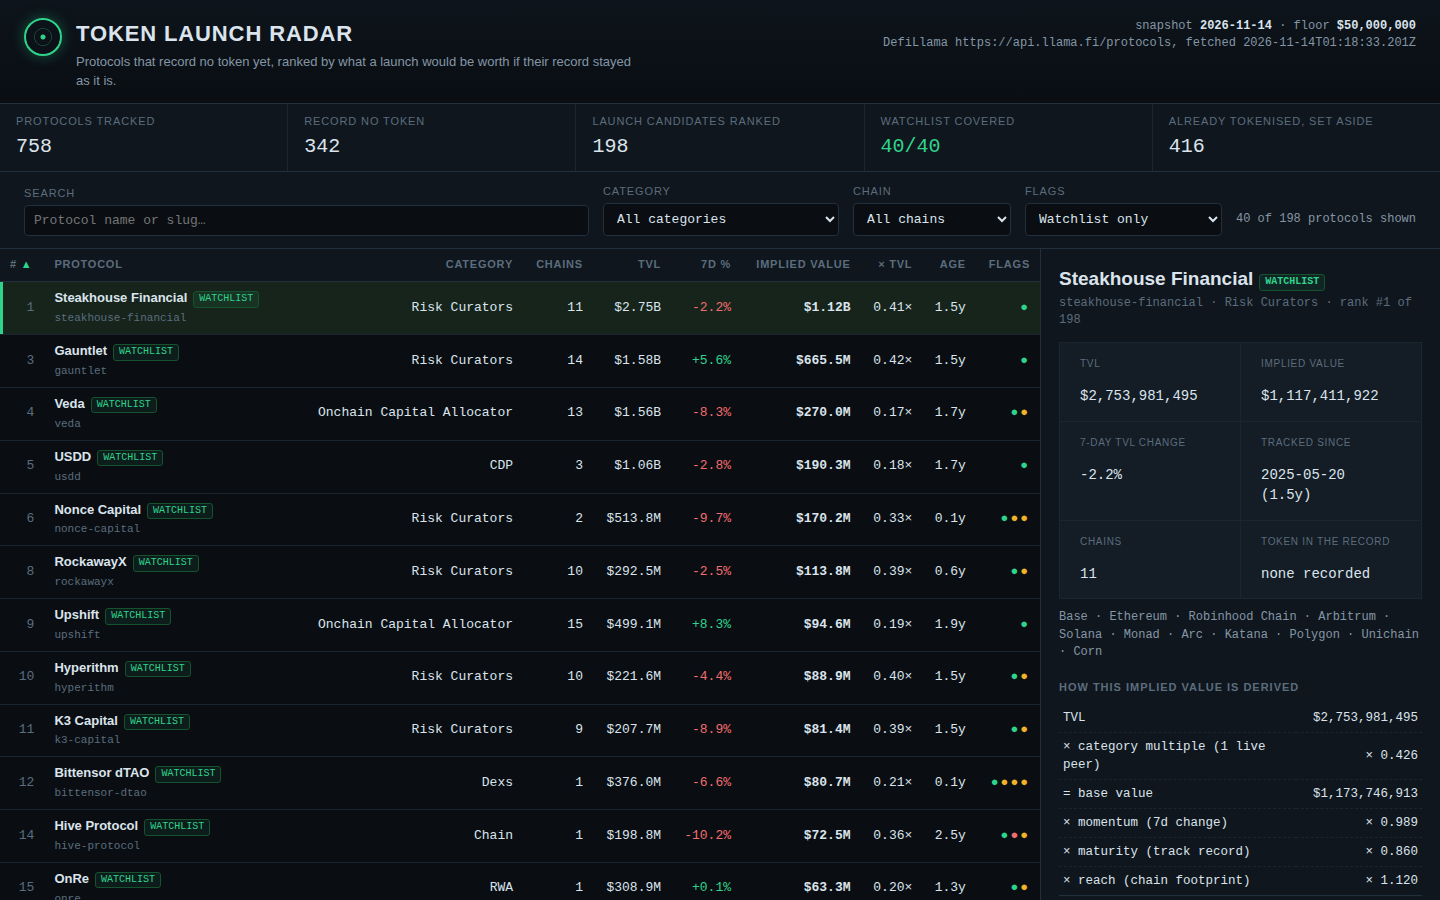 TOKEN LAUNCH RADAR
Protocols that record no token yet, ranked by what a launch would be worth if their record stayed
as it is.
snapshot 2026-11-14 · floor $50,000,000
DefiLlama https://api.llama.fi/protocols, fetched 2026-11-14T01:18:33.201Z
PROTOCOLS TRACKED
758
RECORD NO TOKEN
342
LAUNCH CANDIDATES RANKED
198
WATCHLIST COVERED
40/40
ALREADY TOKENISED, SET ASIDE
416
SEARCH
Protocol name or slug…
CATEGORY
All categories
CHAIN
All chains
FLAGS
Watchlist only
40 of 198 protocols shown
# ▲ PROTOCOL CATEGORY CHAINS TVL 7D % IMPLIED VALUE × TVL AGE FLAGS
1 Steakhouse Financial WATCHLIST Risk Curators 11 $2.75B -2.2% $1.12B 0.41× 1.5y
steakhouse-financial
3 Gauntlet WATCHLIST Risk Curators 14 $1.58B +5.6% $665.5M 0.42× 1.5y
gauntlet
4 Veda WATCHLIST Onchain Capital Allocator 13 $1.56B -8.3% $270.0M 0.17× 1.7y
veda
5 USDD WATCHLIST CDP 3 $1.06B -2.8% $190.3M 0.18× 1.7y
usdd
6 Nonce Capital WATCHLIST Risk Curators 2 $513.8M -9.7% $170.2M 0.33× 0.1y
nonce-capital
8 RockawayX WATCHLIST Risk Curators 10 $292.5M -2.5% $113.8M 0.39× 0.6y
rockawayx
9 Upshift WATCHLIST Onchain Capital Allocator 15 $499.1M +8.3% $94.6M 0.19× 1.9y
upshift
10 Hyperithm WATCHLIST Risk Curators 10 $221.6M -4.4% $88.9M 0.40× 1.5y
hyperithm
11 K3 Capital WATCHLIST Risk Curators 9 $207.7M -8.9% $81.4M 0.39× 1.5y
k3-capital
12 Bittensor dTAO WATCHLIST Dexs 1 $376.0M -6.6% $80.7M 0.21× 0.1y
bittensor-dtao
14 Hive Protocol WATCHLIST Chain 1 $198.8M -10.2% $72.5M 0.36× 2.5y
hive-protocol
15 OnRe WATCHLIST RWA 1 $308.9M +0.1% $63.3M 0.20× 1.3y
onre
Steakhouse Financial WATCHLIST
steakhouse-financial · Risk Curators · rank #1 of
198
TVL
$2,753,981,495
IMPLIED VALUE
$1,117,411,922
7-DAY TVL CHANGE
-2.2%
TRACKED SINCE
2025-05-20
(1.5y)
CHAINS
11
TOKEN IN THE RECORD
none recorded
Base · Ethereum · Robinhood Chain · Arbitrum ·
Solana · Monad · Arc · Katana · Polygon · Unichain
· Corn
HOW THIS IMPLIED VALUE IS DERIVED
TVL $2,753,981,495
× category multiple (1 live
peer) × 0.426
= base value $1,173,746,913
× momentum (7d change) × 0.989
× maturity (track record) × 0.860
× reach (chain footprint) × 1.120